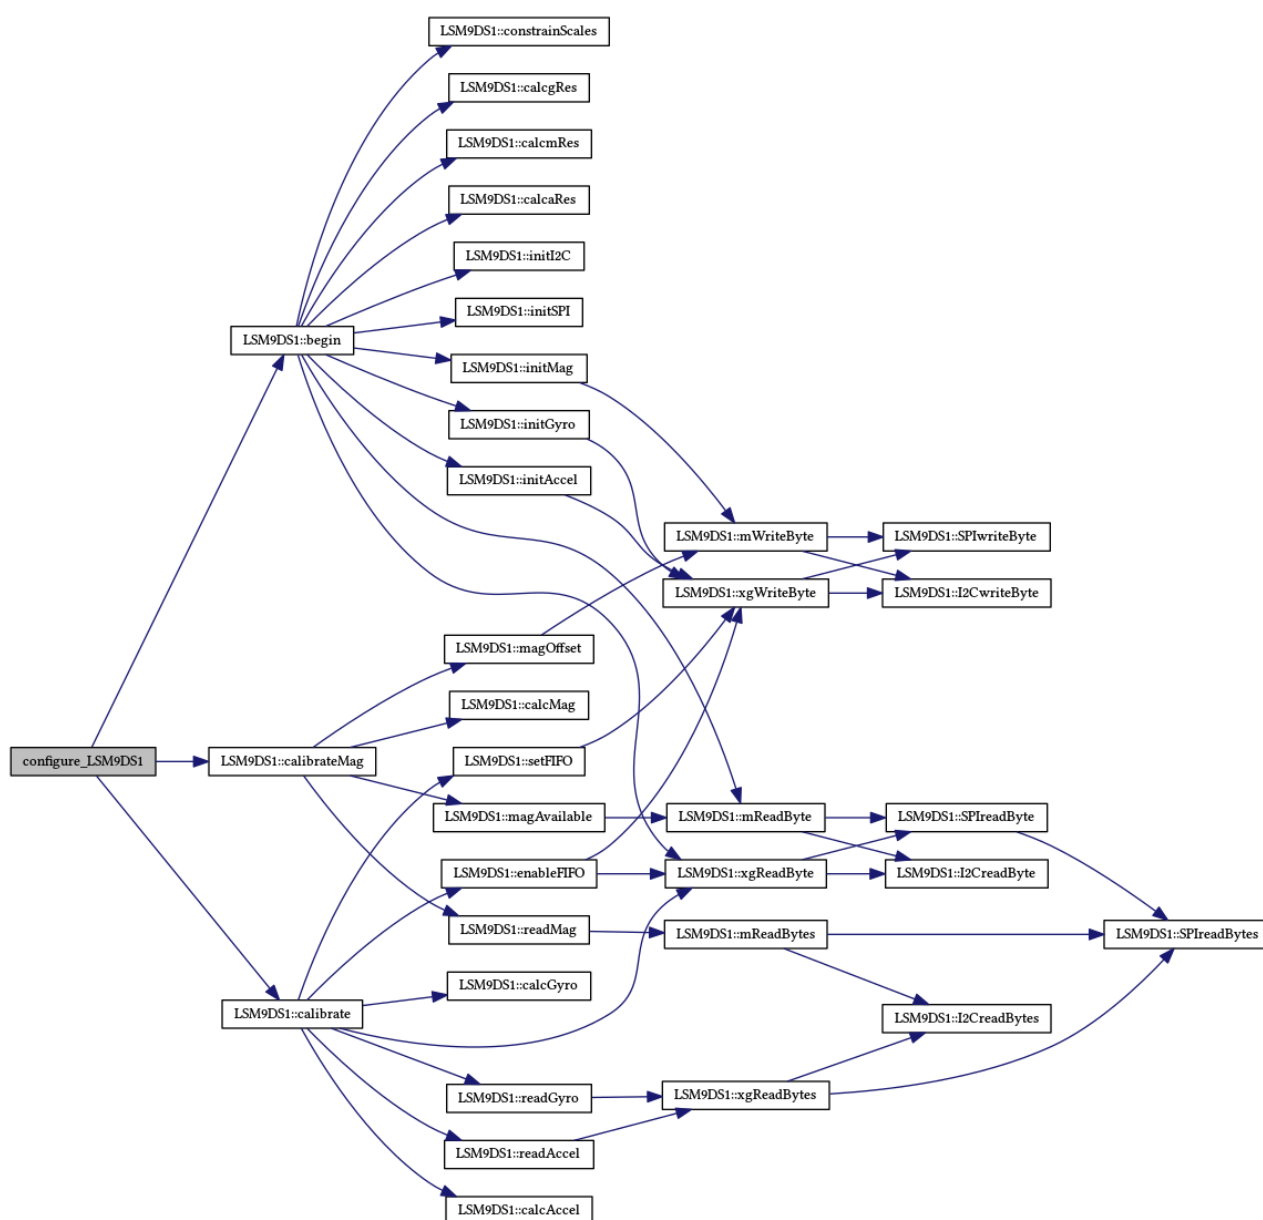 LSM9DS1::constrainScales
LSM9DS1::calcgRes
LSM9DS1::calcmRes
LSM9DS1::calcaRes
LSM9DS1::initI2C
LSM9DS1::initSPI
LSM9DS1::begin
LSM9DS1::initMag
LSM9DS1::initGyro
LSM9DS1::initAccel
LSM9DS1::mWriteByte
LSM9DS1::SPIwriteByte
LSM9DS1::xgWriteByte
LSM9DS1::I2CwriteByte
LSM9DS1::magOffset
LSM9DS1::calcMag
configure_LSM9DS1
LSM9DS1::calibrateMag
LSM9DS1::setFIFO
LSM9DS1::magAvailable
LSM9DS1::mReadByte
LSM9DS1::SPIreadByte
LSM9DS1::enableFIFO
LSM9DS1::xgReadByte
LSM9DS1::I2CreadByte
LSM9DS1::readMag
LSM9DS1::mReadBytes
LSM9DS1::SPIreadBytes
LSM9DS1::calcGyro
LSM9DS1::calibrate
LSM9DS1::I2CreadBytes
LSM9DS1::readGyro
LSM9DS1::xgReadBytes
LSM9DS1::readAccel
LSM9DS1::calcAccel